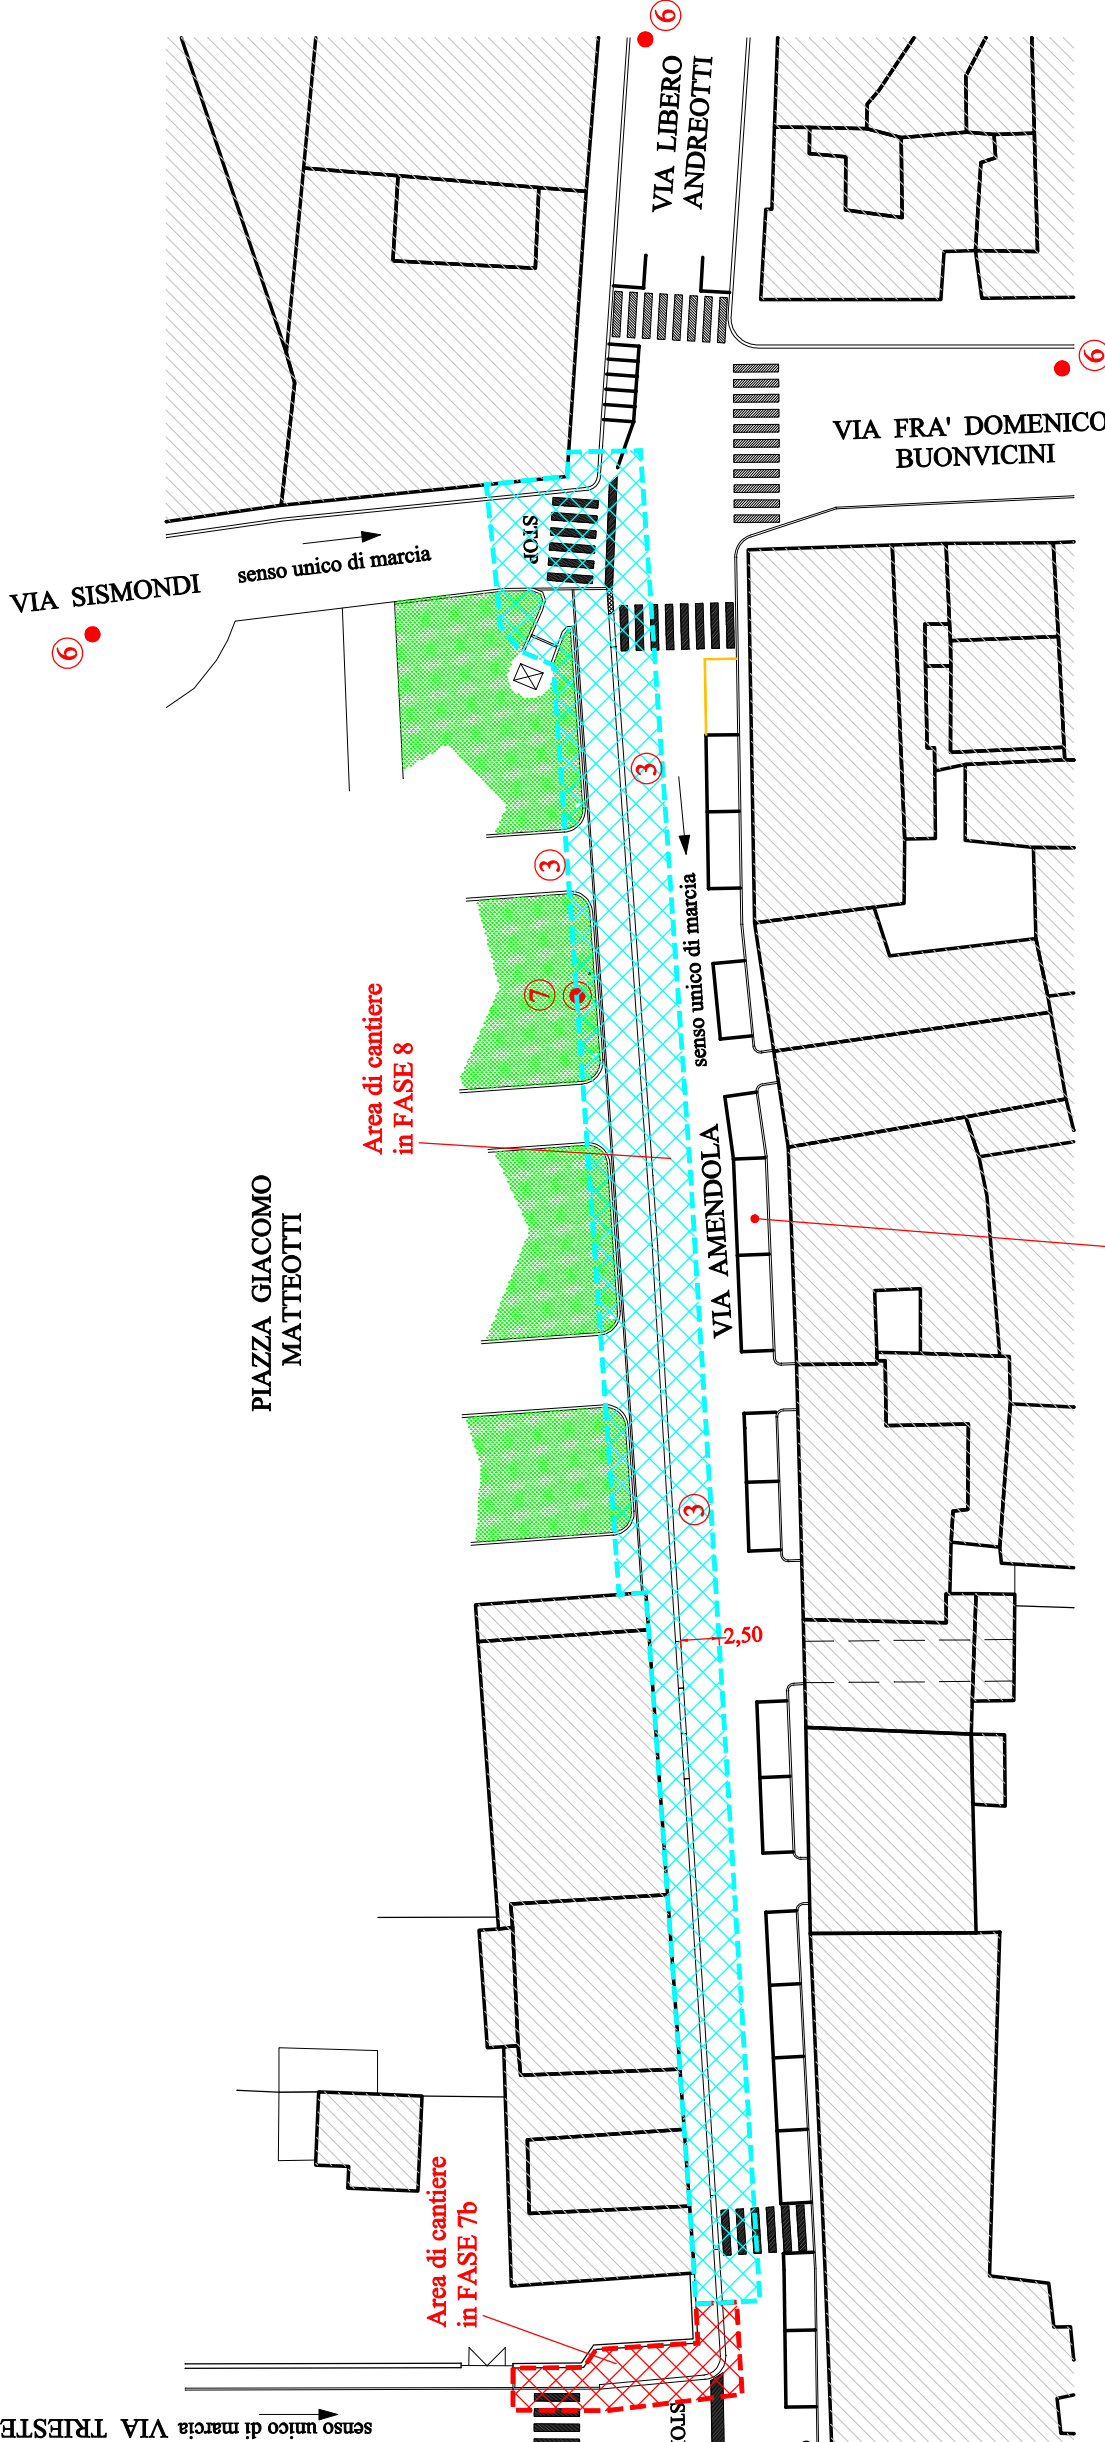 6
VIA LIBERO
ANDREOTTI
6
VIA FRA' DOMENICO
BUONVICINI
STOP
senso unico di marcia
VIA SISMONDI
6
3
3
senso unico di marcia
7
Area di cantiere
in FASE 8
VIA AMENDOLA
PIAZZA GIACOMO
MATTEOTTI
3
2,50
Area di cantiere
in FASE 7b
STO
senso unico di marcia
VIA TRIESTE